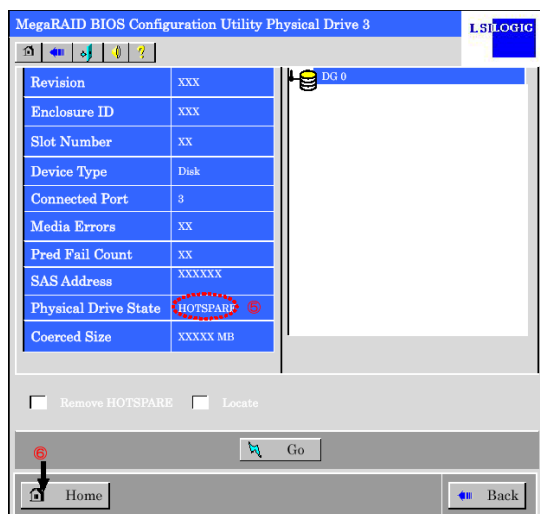 MegaRAID BIOS Configuration Utility Physical Drive 3
LSI LOGIC
?
Revision XXX
Enclosure ID XXX
Slot Number XX
Device Type Disk
Connected Port 3
Media Errors XX
Pred Fail Count XX
SAS Address XXXXXX
Physical Drive State HOTSPARE ⑤
Coerced Size XXXXX MB
DG 0
Remove HOTSPARE Locate
Go
⑥
Home Back